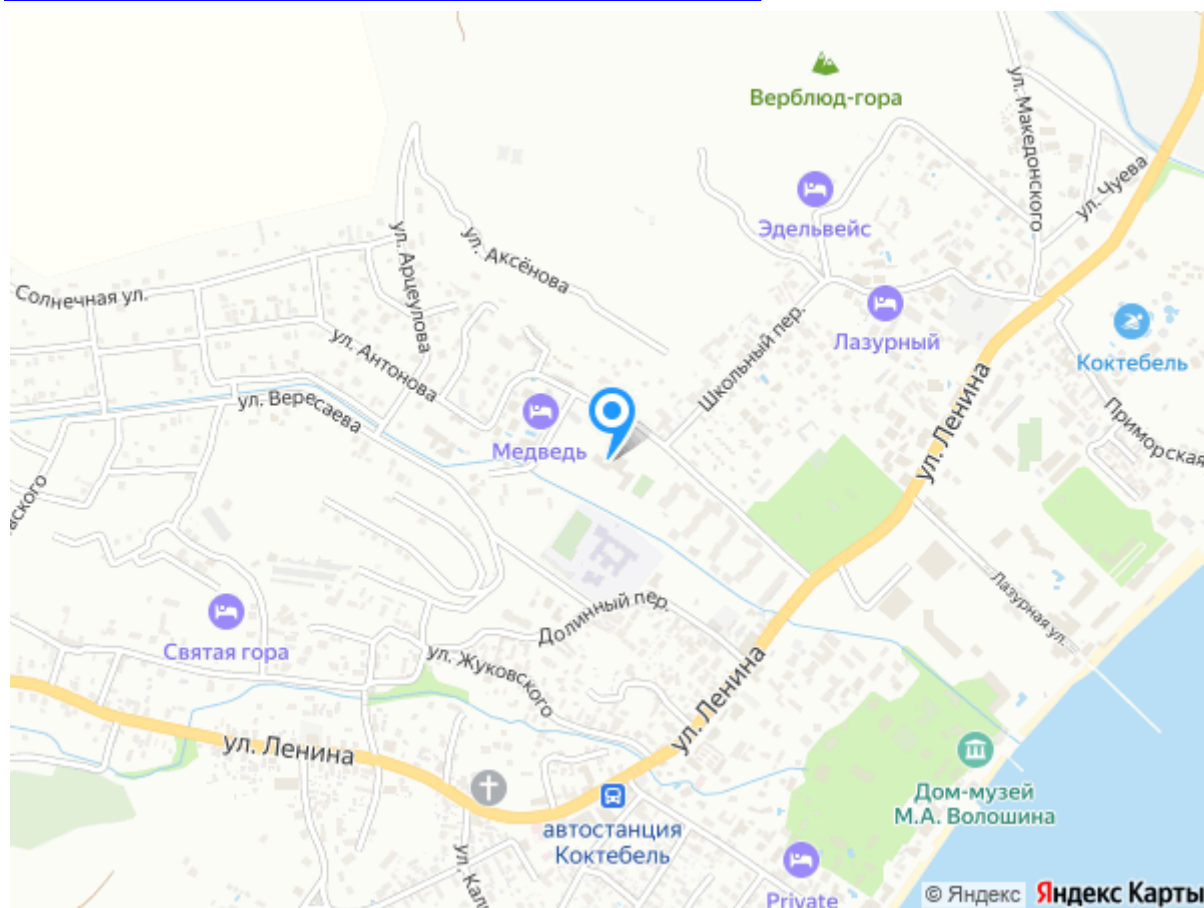 Верблюд-гора
ул. Македонского
ул. Чуева
Эдельвейс
ул. Аксёнова
ул. Арцеулова
Солнечная ул.
Лазурный
Коктебель
Школьный пер.
ул. Антонова
ул. Вересаева
Медведь
ул. Ленина
Приморская
Лазурная ул.
Долинный пер.
Святая гора
ул. Жуковского
ул. Ленина
ул. Ленина
Дом-музей
М.А. Волошина
автостанция
Коктебель
Private
© Яндекс Яндекс Карты